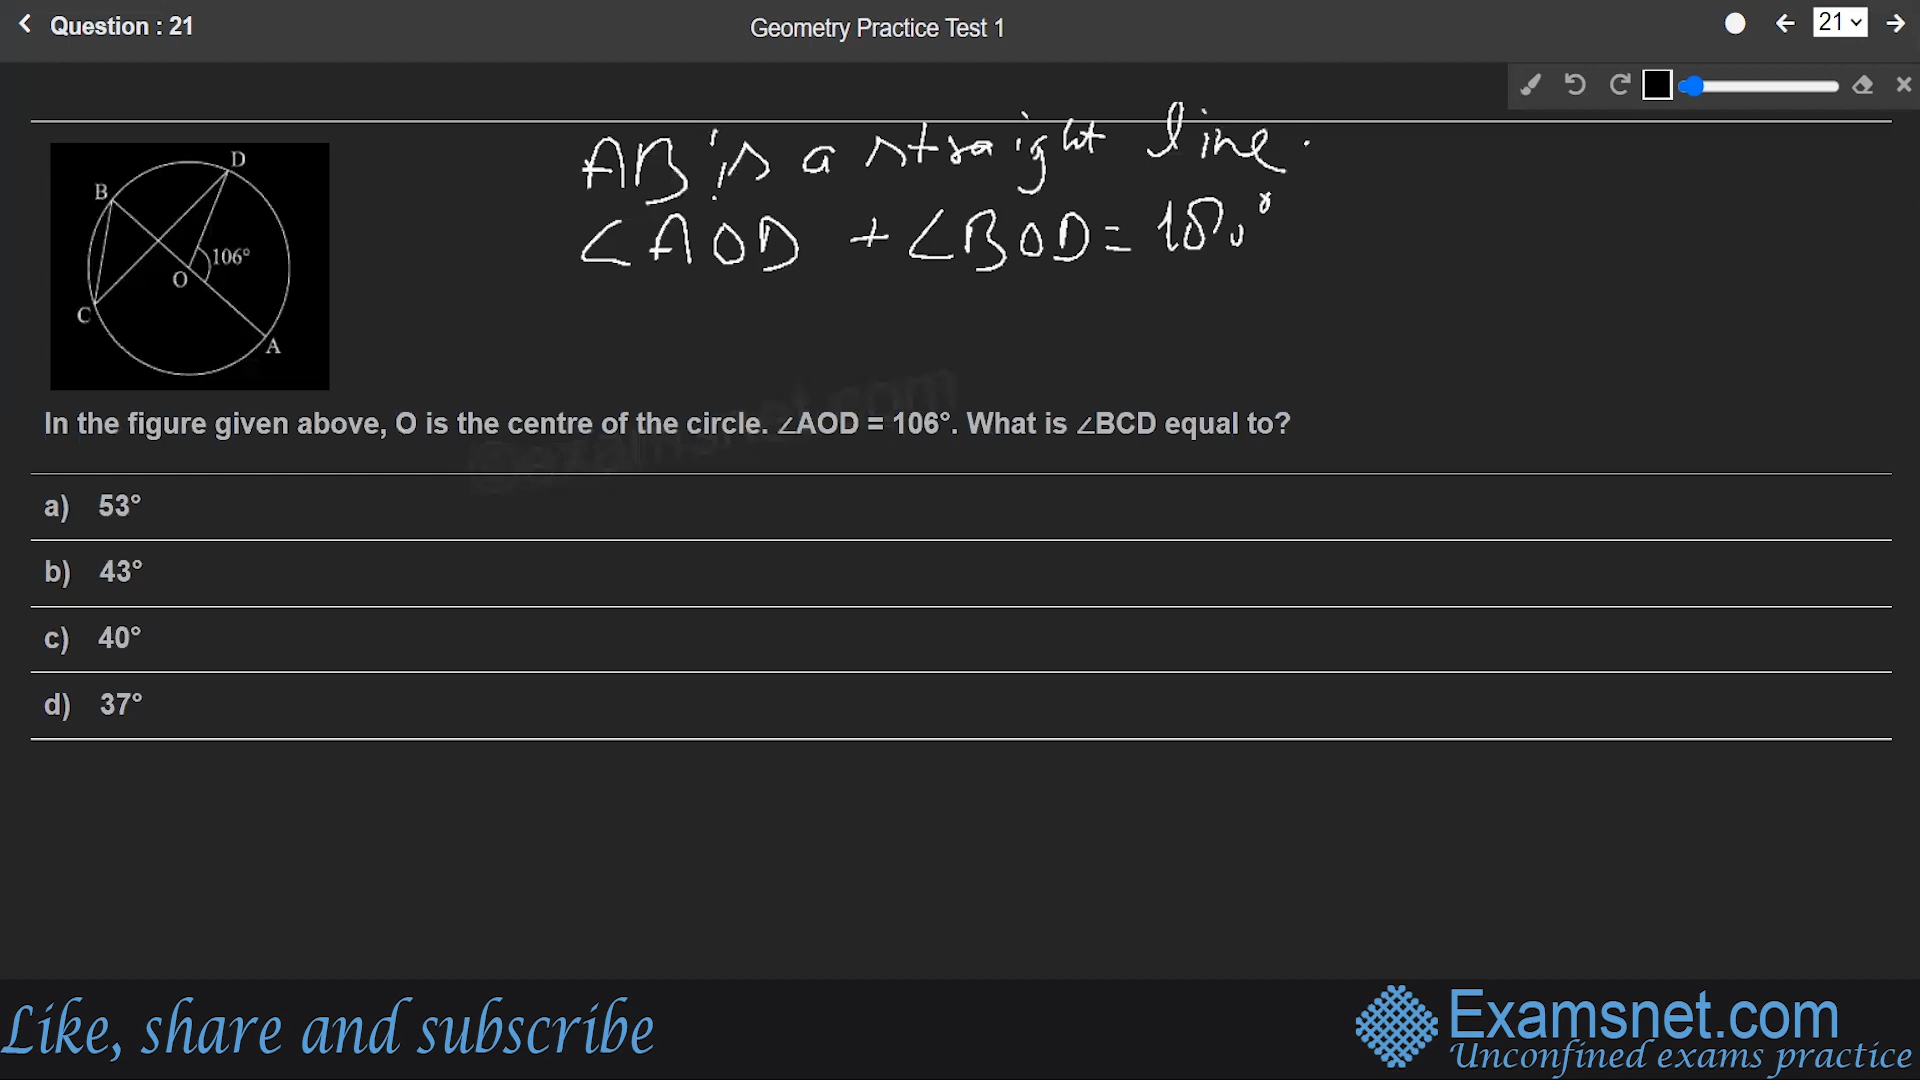 Question : 21
Geometry Practice Test 1
21
AB is a straight line.
∠AOD + ∠BOD = 180°
D
B
106°
O
C
A
©examsnet.com
In the figure given above, O is the centre of the circle. ∠AOD = 106°. What is ∠BCD equal to?
a) 53°
b) 43°
c) 40°
d) 37°
Like, share and subscribe
Examsnet.com
Unconfined exams practice